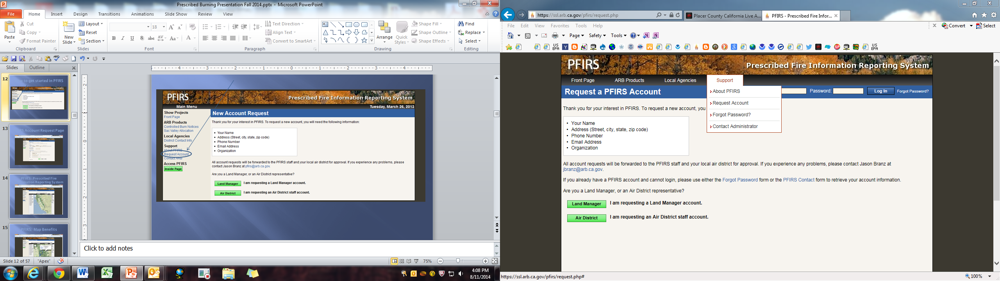 Prescribed Burning Presentation Fall 2014.pptx - Microsoft PowerPoint
File Home Insert Design Transitions Animations Slide Show Review View
Paste
Cut
Copy
Format Painter
Clipboard
New
Slide
Layout
Reset
Section
Slides
18
Font
Text Direction
Align Text
Convert to SmartArt
Paragraph
Arrange
Quick
Styles
Shape Fill
Shape Outline
Shape Effects
Drawing
Find
Replace
Select
Editing
Slides Outline
12
to get started in PFIRS
13
Account Request Page
14
PFIRS: Prescribed Fire
Information Reporting System
15
PFIRS: Map Benefits
PFIRS
Prescribed Fire Information Reporting System
Main Menu
Tuesday, March 26, 2013
Show Projects
Front Page
ARB Products
Controlled Burn Notices
Sac Valley Allocation
Local Agencies
District Contact Info
Support
About PFIRS
Request Account
Contact ARB
Access PFIRS
Inside Page
New Account Request
Thank you for your interest in PFIRS. To request a new account, you will need the following information:
• Your Name
• Address (Street, city, state, zip code)
• Phone Number
• Email Address
• Organization
All account requests will be forwarded to the PFIRS staff and your local air district for approval. If you experience any problems, please
contact Jason Branz at pfirs@arb.ca.gov.
Are you a Land Manager, or an Air District representative?
Land Manager I am requesting a Land Manager account.
Air District I am requesting an Air District staff account.
Click to add notes
Slide 12 of 57 "Apex" 75%
4:08 PM
8/11/2014
https://ssl.arb.ca.gov/pfirs/request.php
Placer County California Live A...
PFIRS - Prescribed Fire Infor...
File Edit View Favorites Tools Help
Convert Select
Page Safety Tools
US
EPA
US
EPA
PFIRS
Prescribed Fire Information Reporting System
Front Page ARB Products Local Agencies Support
Request a PFIRS Account
Password: Log In Forgot Password?
About PFIRS
Request Account
Forgot Password?
Contact Administrator
Thank you for your interest in PFIRS. To request a new account, you
• Your Name
• Address (Street, city, state, zip code)
• Phone Number
• Email Address
• Organization
All account requests will be forwarded to the PFIRS staff and your local air district for approval. If you experience any problems, please contact Jason Branz at
jbranz@arb.ca.gov.
If you already have a PFIRS account and cannot login, please use either the Forgot Password form or the PFIRS Contact form to retrieve your account information.
Are you a Land Manager, or an Air District representative?
Land Manager I am requesting a Land Manager account.
Air District I am requesting an Air District staff account.
https://ssl.arb.ca.gov/pfirs/request.php#
100%